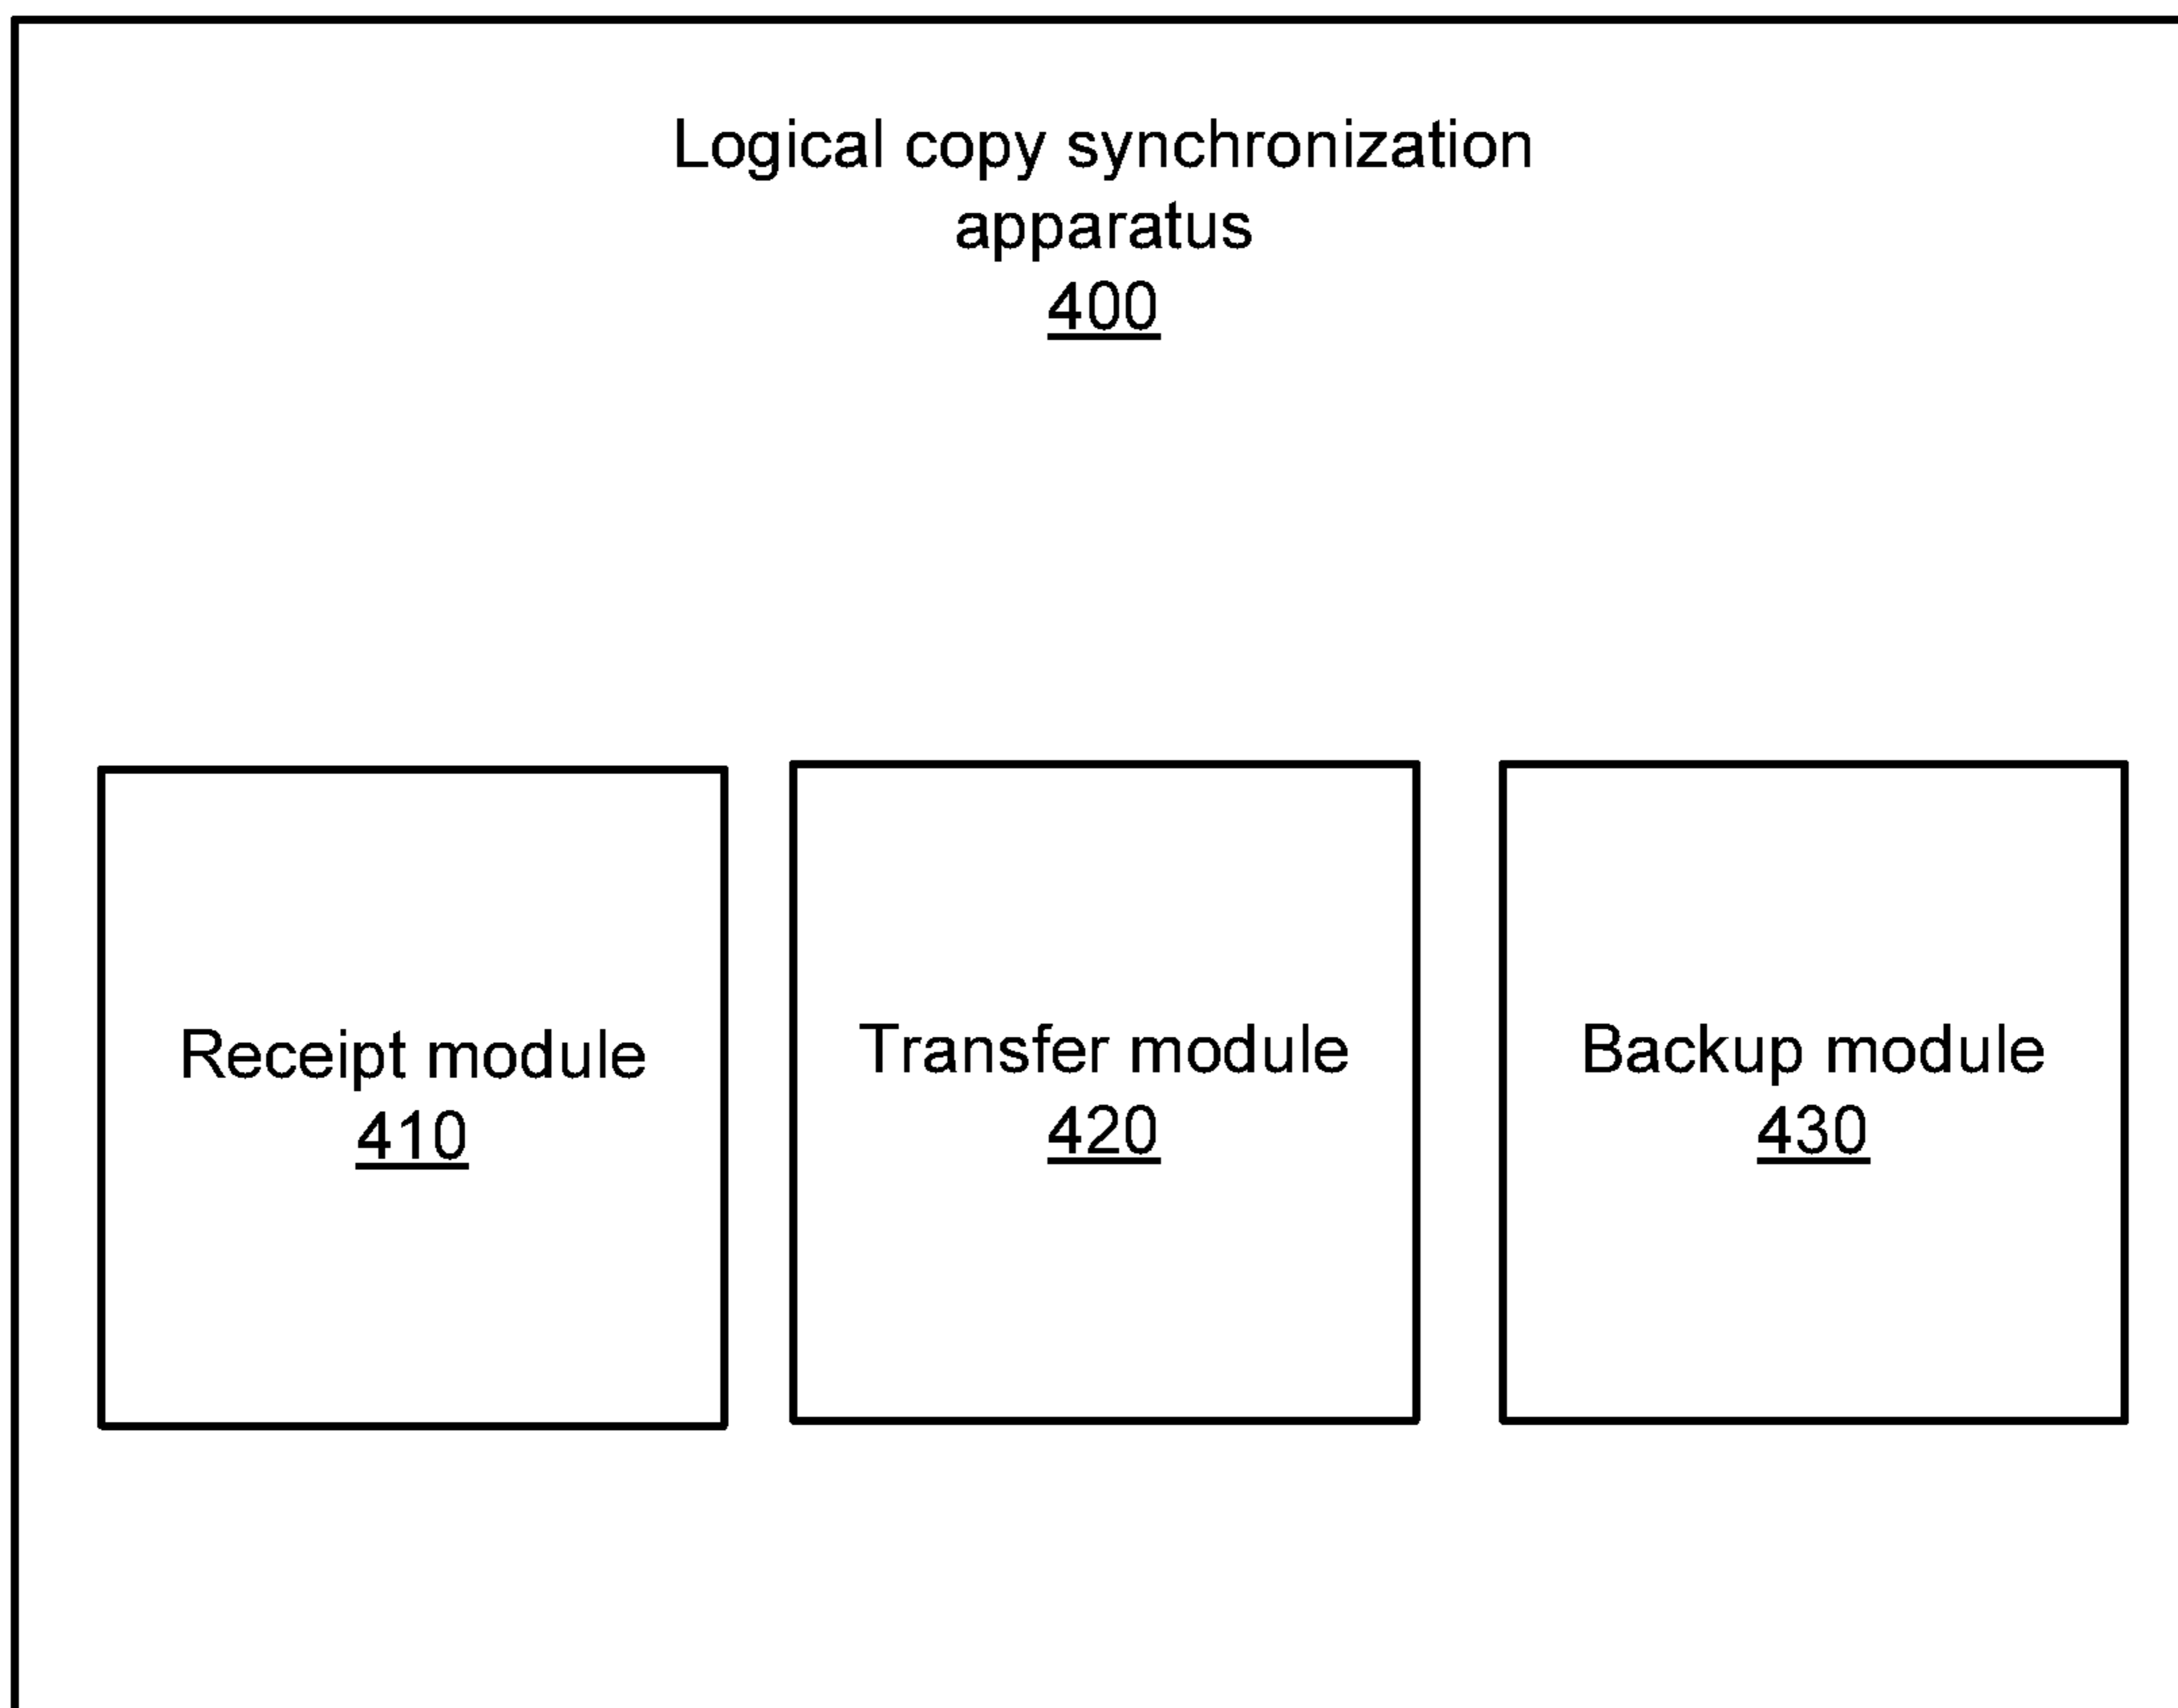 Logical copy synchronization
apparatus
400
Receipt module
410
Transfer module
420
Backup module
430